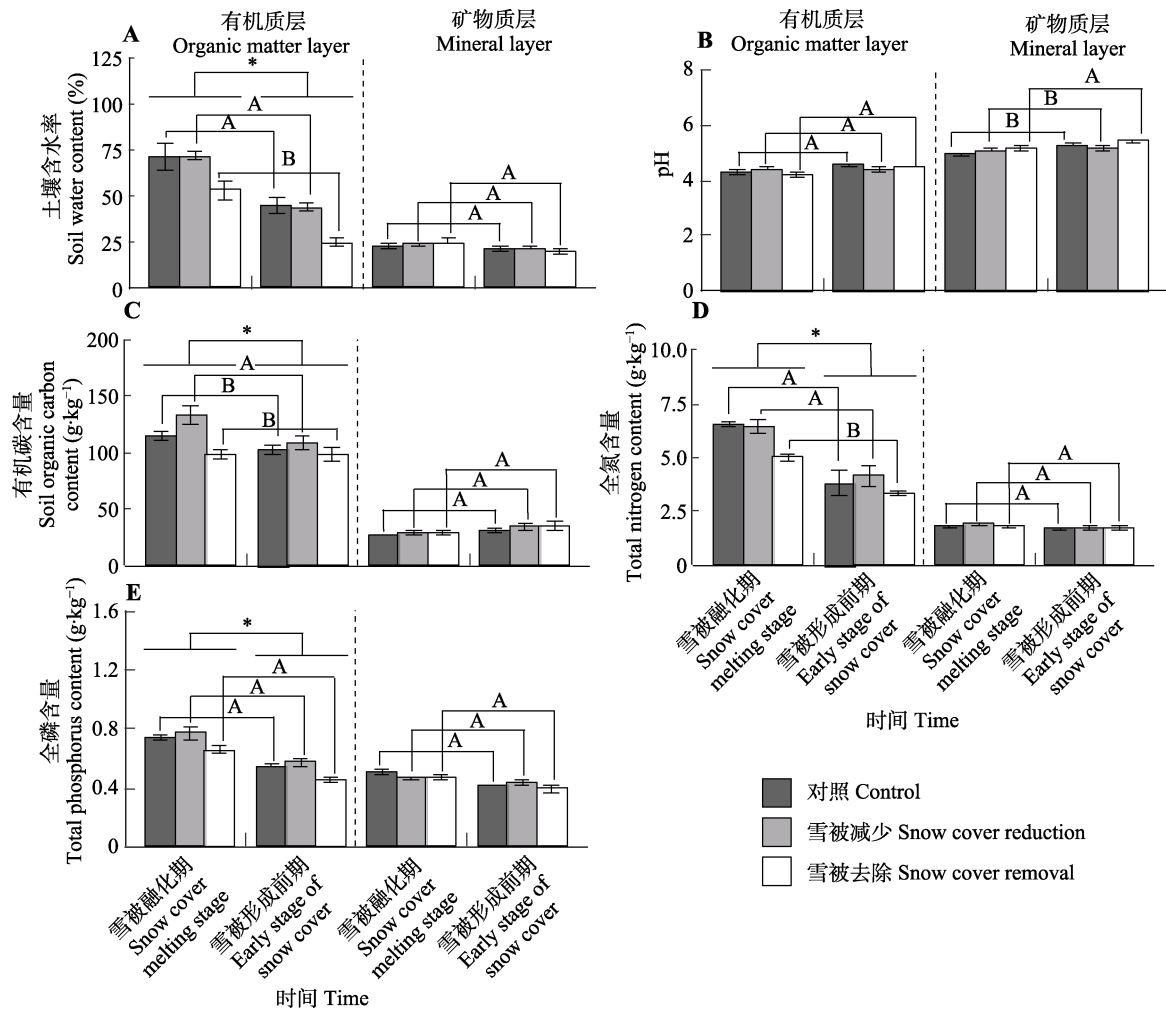 A
有机质层
Organic matter layer
矿物质层
Mineral layer
土壤含水率
Soil water content (%)
125
100
75
50
25
0
*
A
A
B
A
A
A
B
有机质层
Organic matter layer
矿物质层
Mineral layer
pH
8
6
4
2
0
A
A
A
A
B
B
C
有机碳含量
Soil organic carbon
content (g·kg⁻¹)
200
150
100
50
0
*
A
B
B
A
A
A
D
全氮含量
Total nitrogen content (g·kg⁻¹)
10.0
7.5
5.0
2.5
0
*
A
A
B
A
A
A
雪被融化期
Snow cover
melting stage
雪被形成前期
Early stage of
snow cover
雪被融化期
Snow cover
melting stage
雪被形成前期
Early stage of
snow cover
时间 Time
E
全磷含量
Total phosphorus content (g·kg⁻¹)
1.6
1.2
0.8
0.4
0
*
A
A
A
A
A
A
雪被融化期
Snow cover
melting stage
雪被形成前期
Early stage of
snow cover
雪被融化期
Snow cover
melting stage
雪被形成前期
Early stage of
snow cover
时间 Time
对照 Control
雪被减少 Snow cover reduction
雪被去除 Snow cover removal